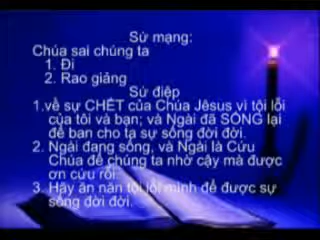 Sứ mạng:
Chúa sai chúng ta
1. Đi
2. Rao giảng
Sứ điệp
1.về sự CHẾT của Chúa Jêsus vì tội lỗi
của tôi và bạn; và Ngài đã SỐNG lại
để ban cho ta sự sống đời đời.
2. Ngài đang sống, và Ngài là Cứu
Chúa để chúng ta nhờ cậy mà được
ơn cứu rỗi.
3. Hãy ăn năn tội lỗi mình để được sự
sống đời đời.